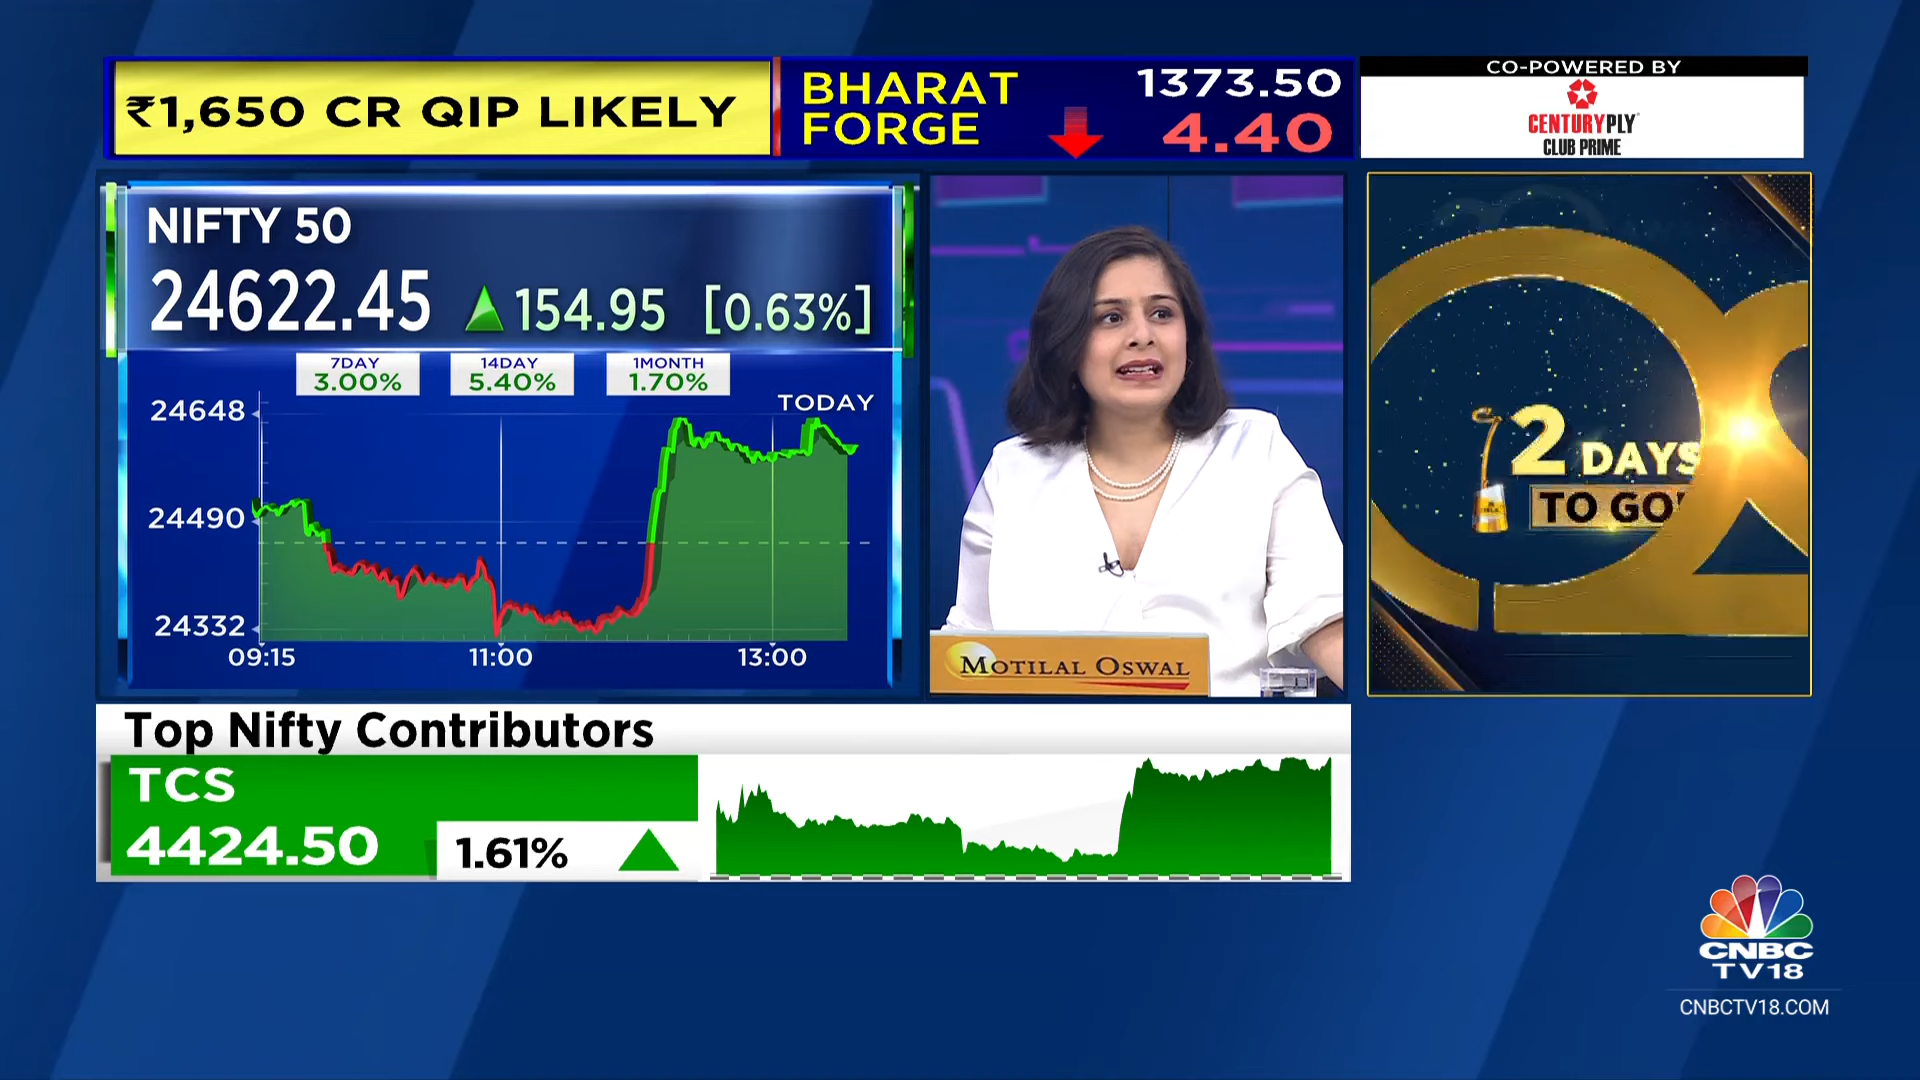 ₹1,650 CR QIP LIKELY
BHARAT
FORGE
1373.50
4.40
CO-POWERED BY
CENTURYPLY
CLUB PRIME
NIFTY 50
24622.45 154.95 [0.63%]
7DAY
3.00%
14DAY
5.40%
1MONTH
1.70%
TODAY
24648
24490
24332
09:15 11:00 13:00
MOTILAL OSWAL
2 DAYS
TO GO
Top Nifty Contributors
TCS
4424.50
1.61%
CNBC
TV18
CNBCTV18.COM